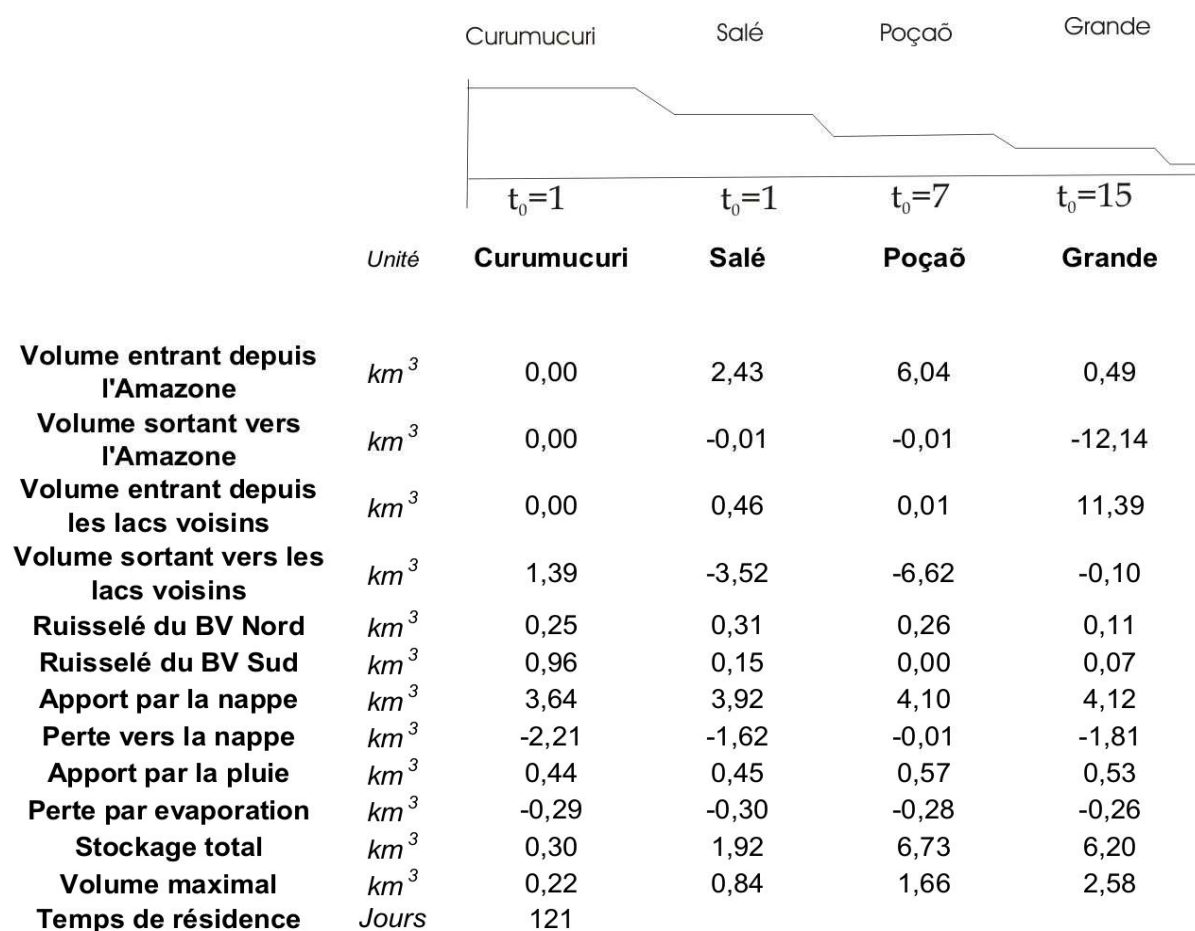 Curumucuri Salé Poçaõ Grande
t₀=1 t₀=1 t₀=7 t₀=15
Unité Curumucuri Salé Poçaõ Grande
Volume entrant depuis
l'Amazone km³ 0,00 2,43 6,04 0,49
Volume sortant vers
l'Amazone km³ 0,00 -0,01 -0,01 -12,14
Volume entrant depuis
les lacs voisins km³ 0,00 0,46 0,01 11,39
Volume sortant vers les
lacs voisins km³ 1,39 -3,52 -6,62 -0,10
Ruisselé du BV Nord km³ 0,25 0,31 0,26 0,11
Ruisselé du BV Sud km³ 0,96 0,15 0,00 0,07
Apport par la nappe km³ 3,64 3,92 4,10 4,12
Perte vers la nappe km³ -2,21 -1,62 -0,01 -1,81
Apport par la pluie km³ 0,44 0,45 0,57 0,53
Perte par evaporation km³ -0,29 -0,30 -0,28 -0,26
Stockage total km³ 0,30 1,92 6,73 6,20
Volume maximal km³ 0,22 0,84 1,66 2,58
Temps de résidence Jours 121